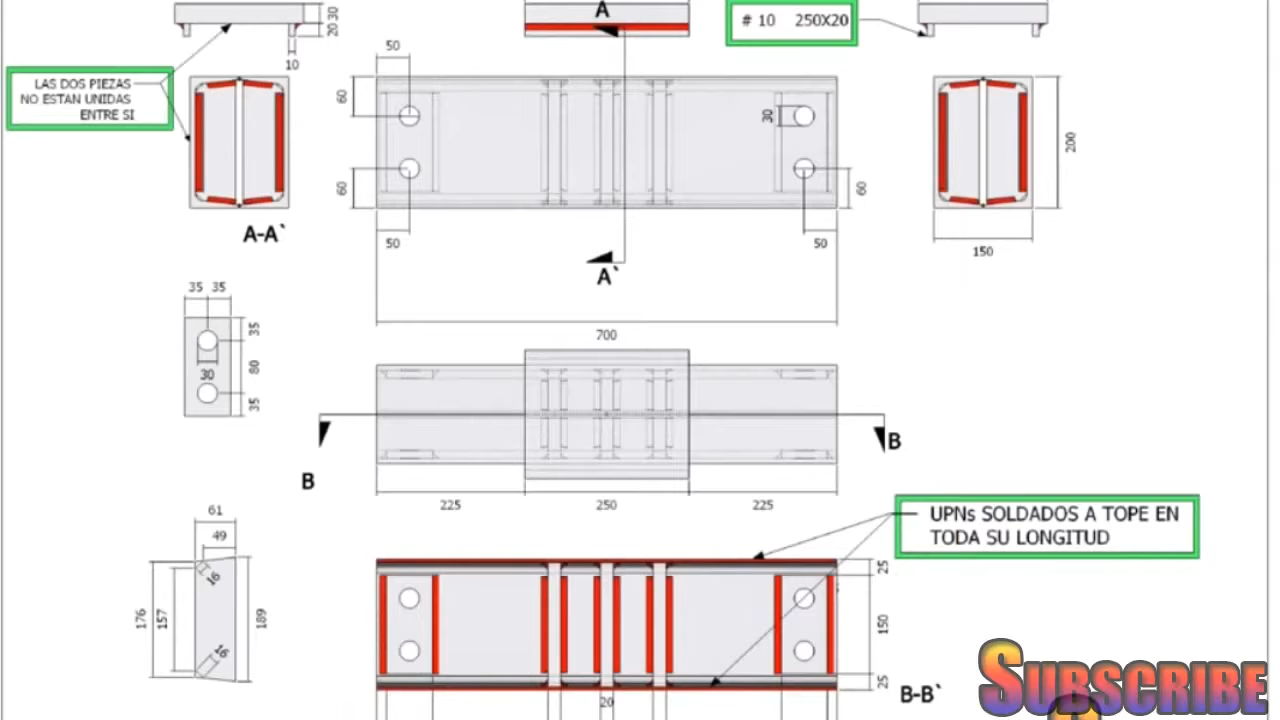 30
20
10
LAS DOS PIEZAS
NO ESTAN UNIDAS
ENTRE SI
A
# 10 250X20
50
60
30
60
60
50
50
200
150
A-A`
A`
700
35 35
35
80
35
30
B
B
225 250 225
61
49
16
16
176
157
189
UPNs SOLDADOS A TOPE EN
TODA SU LONGITUD
25
150
25
20
B-B`
SUBSCRIBE